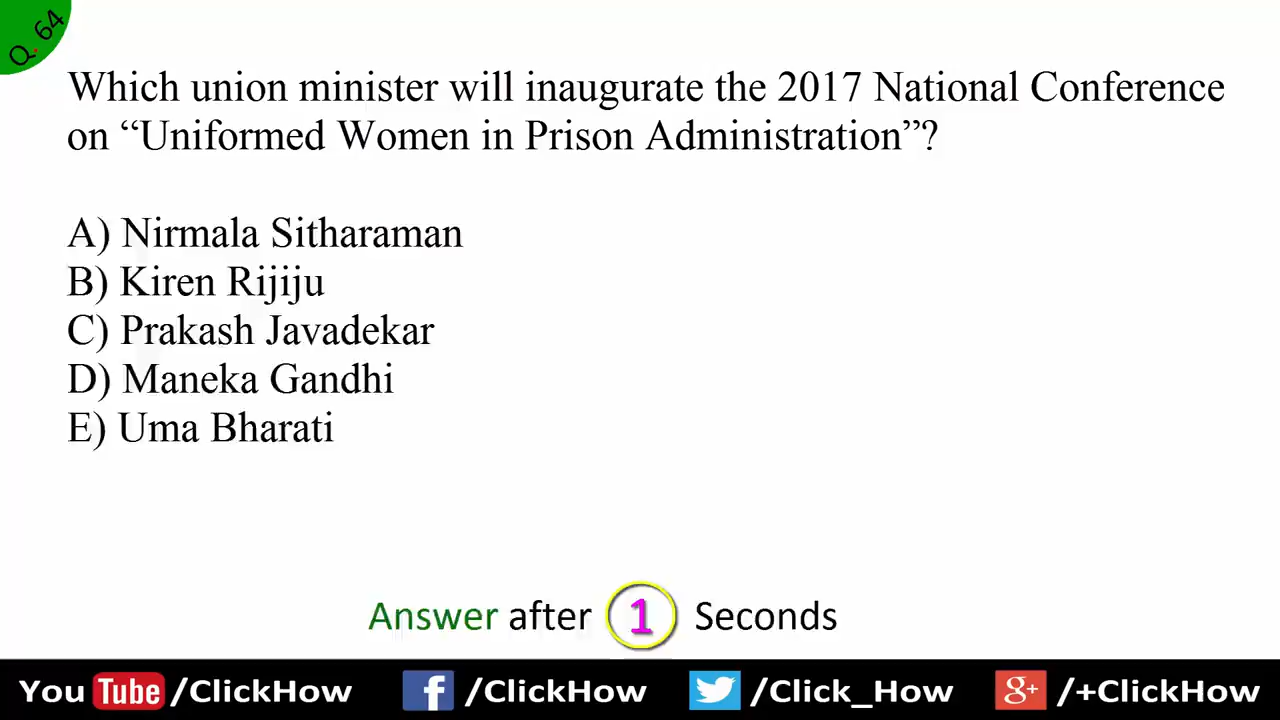 Q. 64
Which union minister will inaugurate the 2017 National Conference
on “Uniformed Women in Prison Administration”?
A) Nirmala Sitharaman
B) Kiren Rijiju
C) Prakash Javadekar
D) Maneka Gandhi
E) Uma Bharati
Answer after 1 Seconds
You Tube /ClickHow f /ClickHow /Click_How g+ /+ClickHow